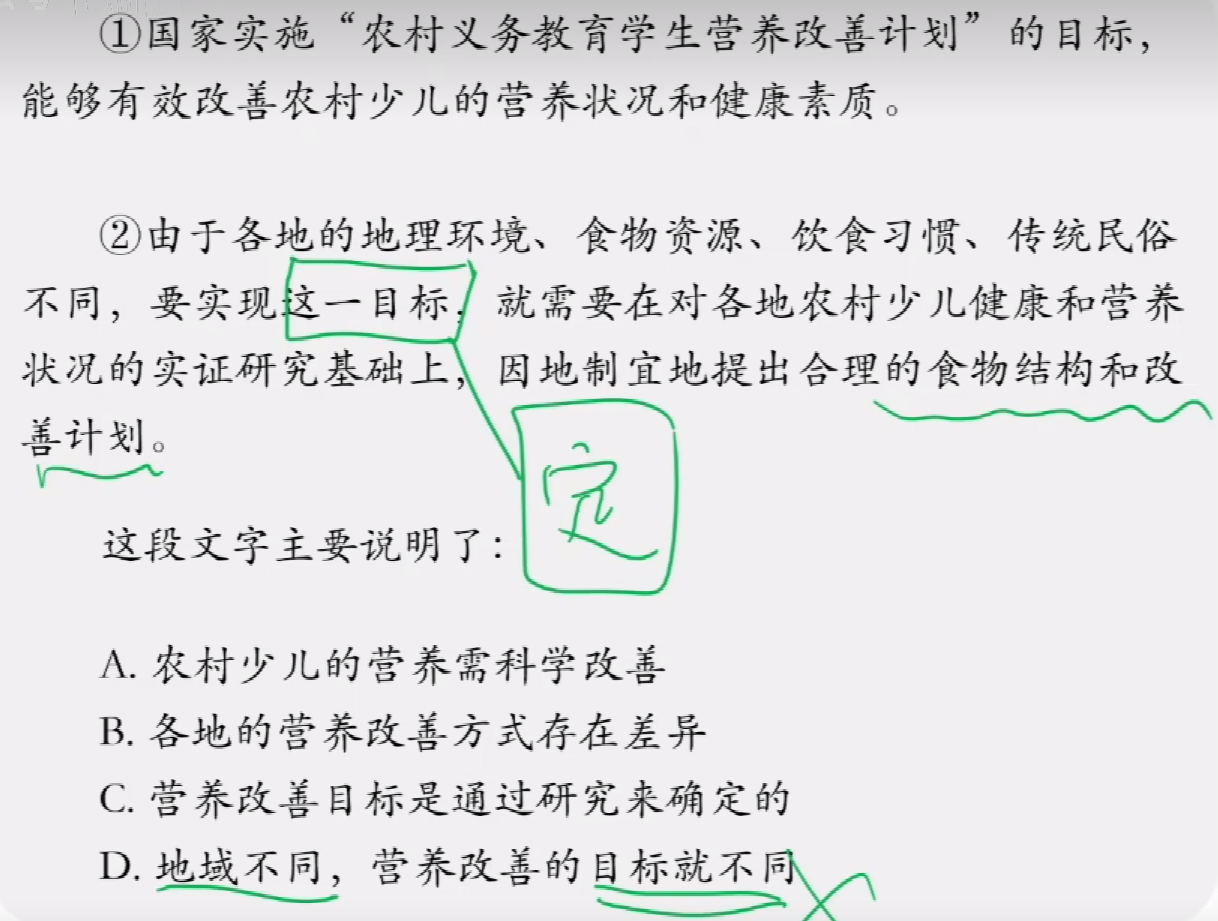 ①国家实施“农村义务教育学生营养改善计划”的目标，
能够有效改善农村少儿的营养状况和健康素质。
②由于各地的地理环境、食物资源、饮食习惯、传统民俗
不同，要实现这一目标，就需要在对各地农村少儿健康和营养
状况的实证研究基础上，因地制宜地提出合理的食物结构和改
善计划。
定
这段文字主要说明了：
A. 农村少儿的营养需科学改善
B. 各地的营养改善方式存在差异
C. 营养改善目标是通过研究来确定的
D. 地域不同，营养改善的目标就不同